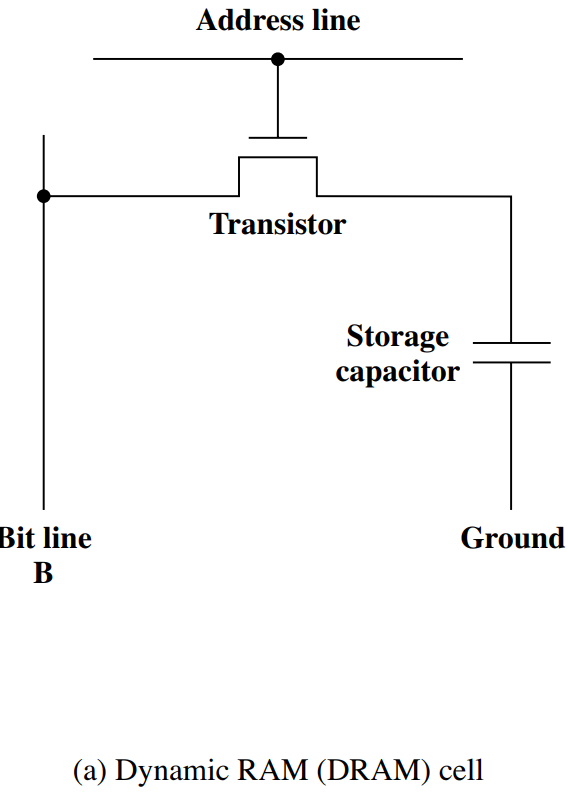 Address line
Transistor
Storage
capacitor
Bit line
B
Ground
(a) Dynamic RAM (DRAM) cell